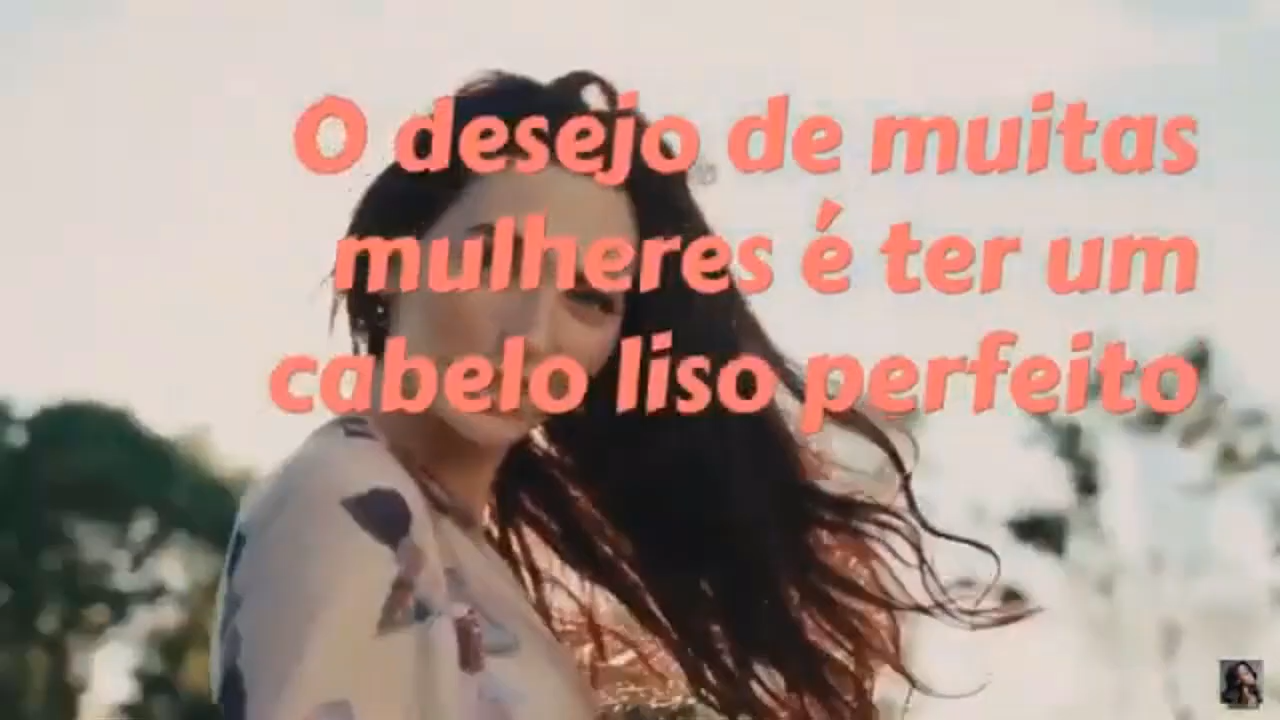 O desejo de muitas
mulheres é ter um
cabelo liso perfeito